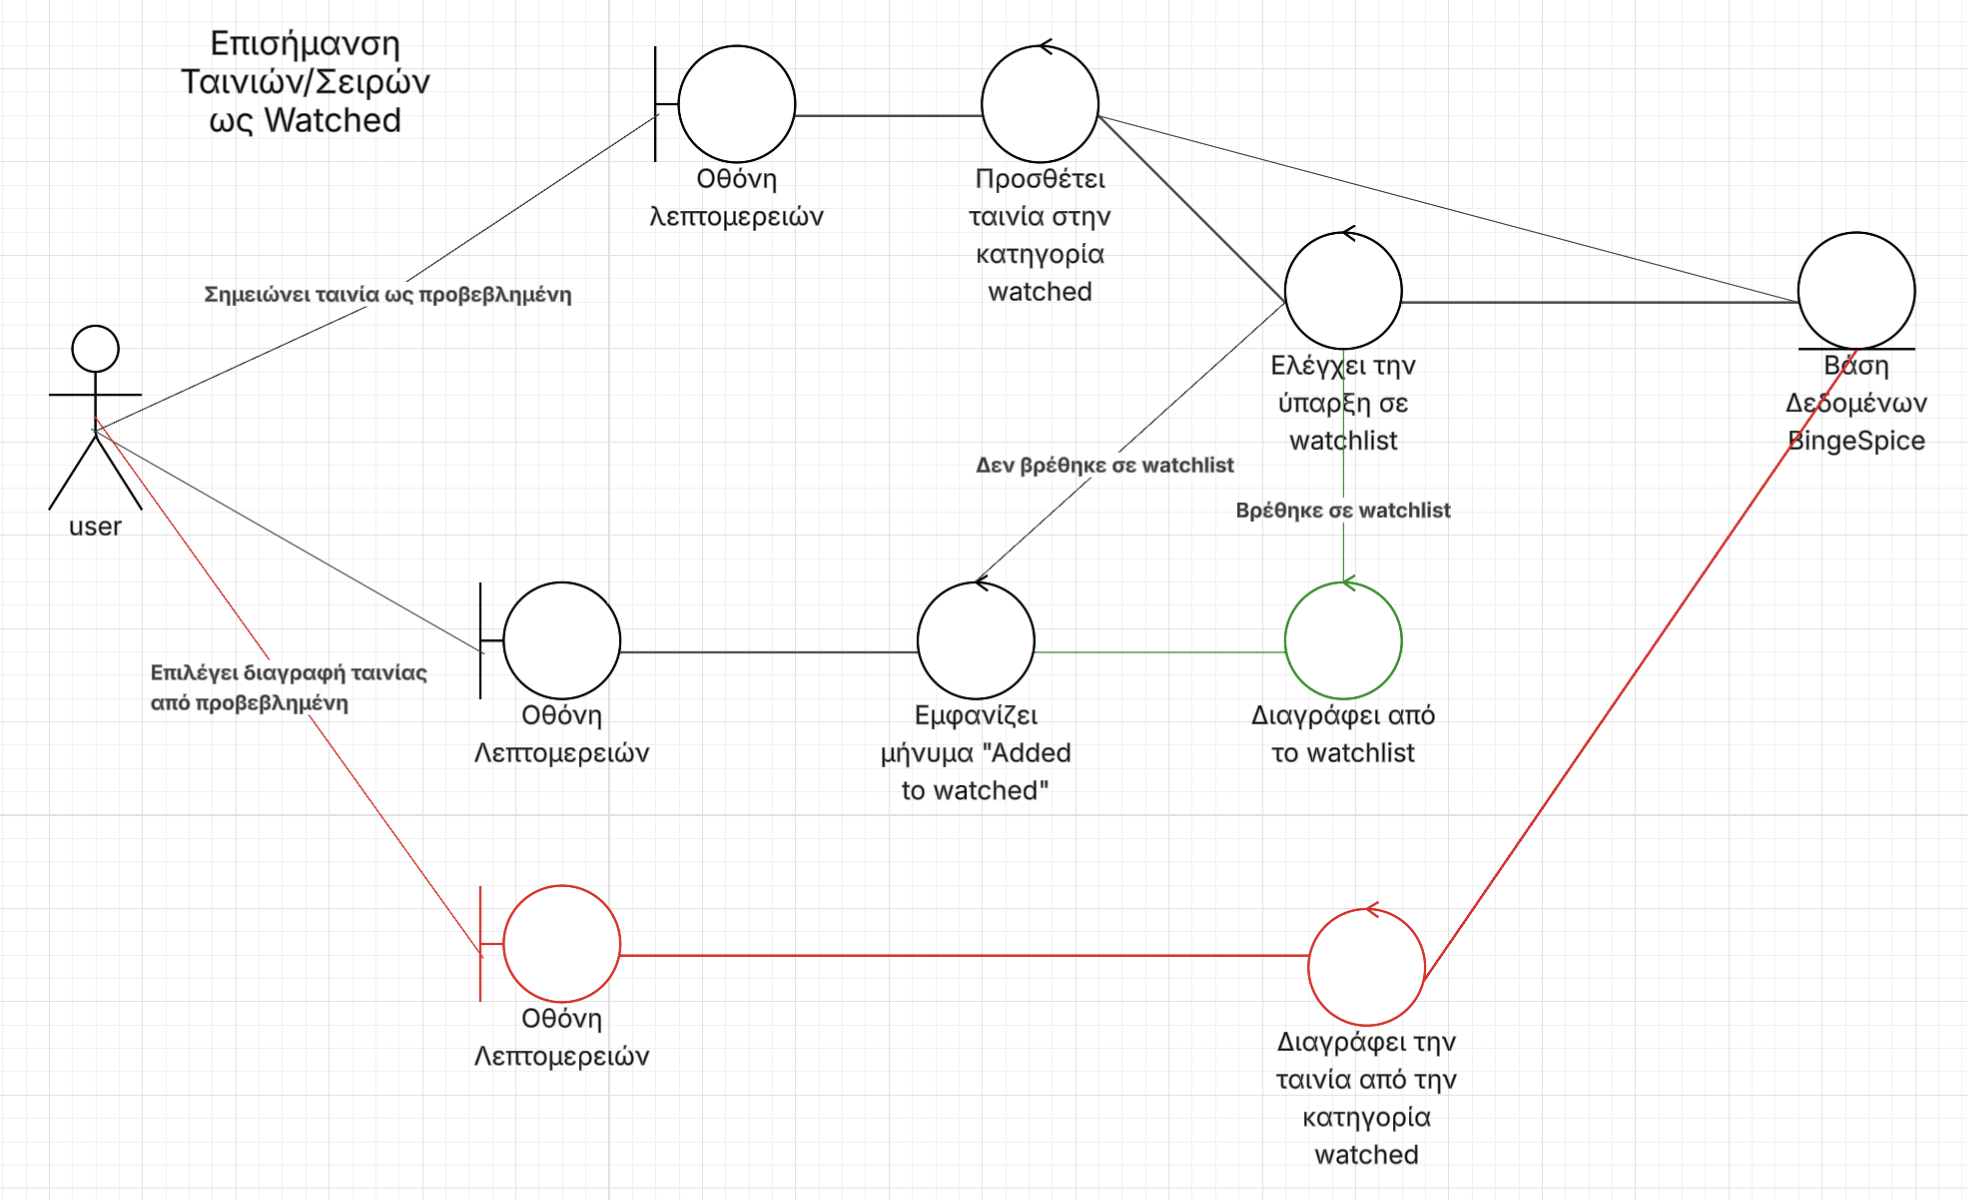 Επισήμανση
Ταινιών/Σειρών
ως Watched
Οθόνη
λεπτομερειών
Προσθέτει
ταινία στην
κατηγορία
watched
Σημειώνει ταινία ως προβεβλημένη
Ελέγχει την
ύπαρξη σε
watchlist
Βάση
Δεδομένων
BingeSpice
user
Δεν βρέθηκε σε watchlist
Βρέθηκε σε watchlist
Επιλέγει διαγραφή ταινίας
από προβεβλημένη
Οθόνη
Λεπτομερειών
Εμφανίζει
μήνυμα "Added
to watched"
Διαγράφει από
το watchlist
Οθόνη
Λεπτομερειών
Διαγράφει την
ταινία από την
κατηγορία
watched